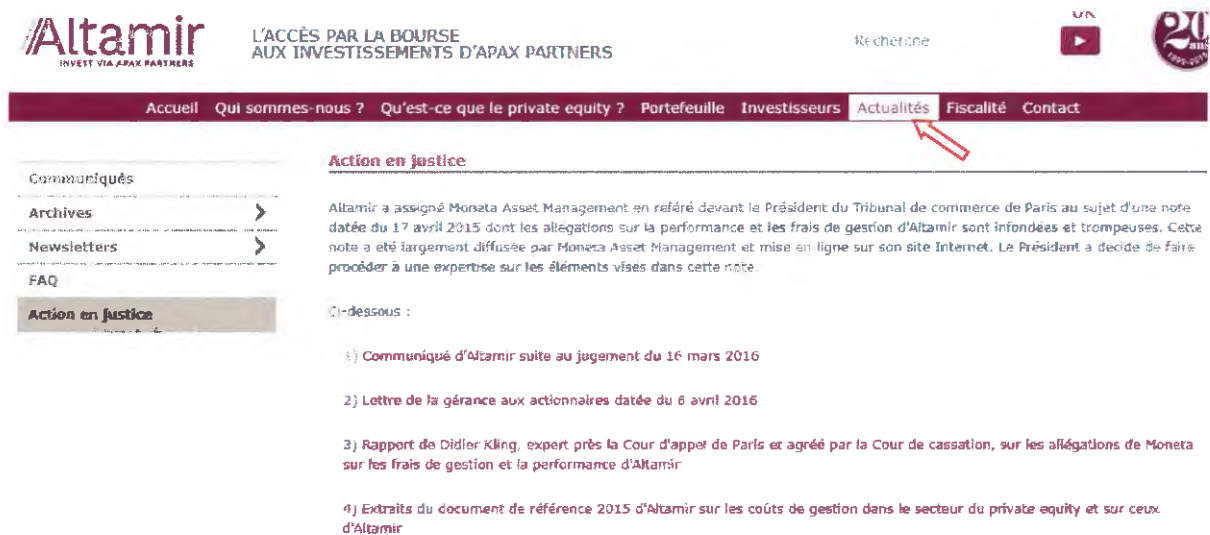 Altamir
INVEST VIA APAX PARTNERS
L'ACCÈS PAR LA BOURSE
AUX INVESTISSEMENTS D'APAX PARTNERS
Recherche
20
ans
Accueil Qui sommes-nous ? Qu'est-ce que le private equity ? Portefeuille Investisseurs Actualités Fiscalité Contact
Communiqués
Archives
Newsletters
FAQ
Action en justice
Action en justice
Altamir a assigné Moneta Asset Management en référé devant le Président du Tribunal de commerce de Paris au sujet d'une note
datée du 17 avril 2015 dont les allégations sur la performance et les frais de gestion d'Altamir sont infondées et trompeuses. Cette
note a été largement diffusée par Moneta Asset Management et mise en ligne sur son site Internet. Le Président a décidé de faire
procéder à une expertise sur les éléments visés dans cette note.
Ci-dessous :
1) Communiqué d'Altamir suite au jugement du 16 mars 2016
2) Lettre de la gérance aux actionnaires datée du 6 avril 2016
3) Rapport de Didier Kling, expert près la Cour d'appel de Paris et agréé par la Cour de cassation, sur les allégations de Moneta
sur les frais de gestion et la performance d'Altamir
4) Extraits du document de référence 2015 d'Altamir sur les coûts de gestion dans le secteur du private equity et sur ceux
d'Altamir